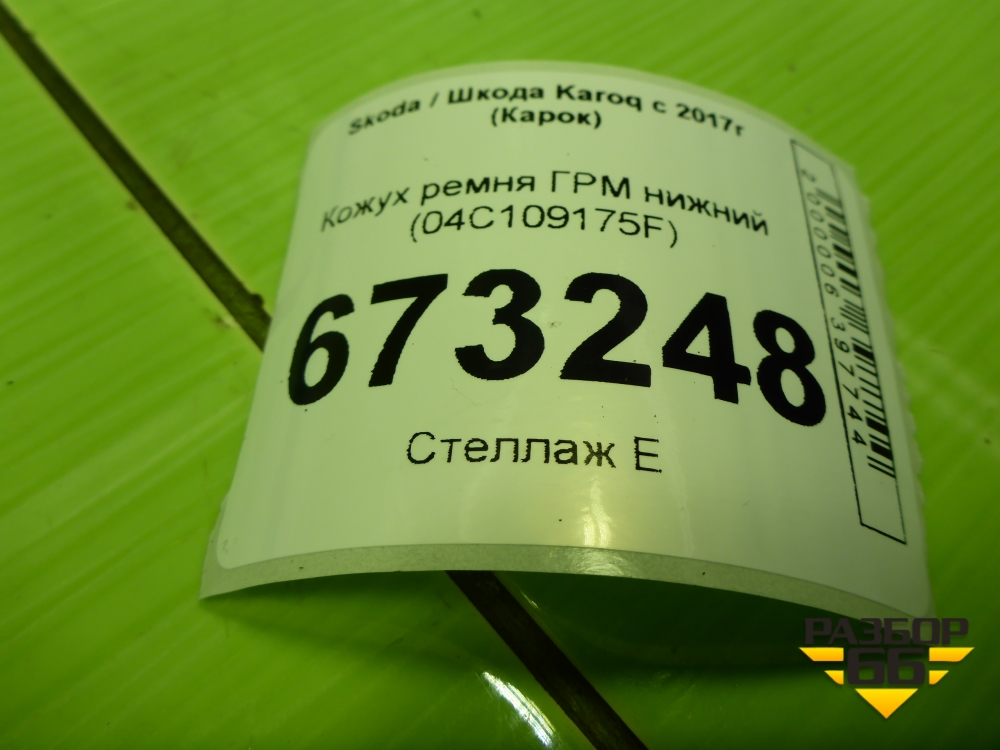 Skoda / Шкода Karoq с 2017г
(Карок)
Кожух ремня ГРМ нижний
(04C109175F)
673248
Стеллаж Е
2000006397744
РАЗБОР
66